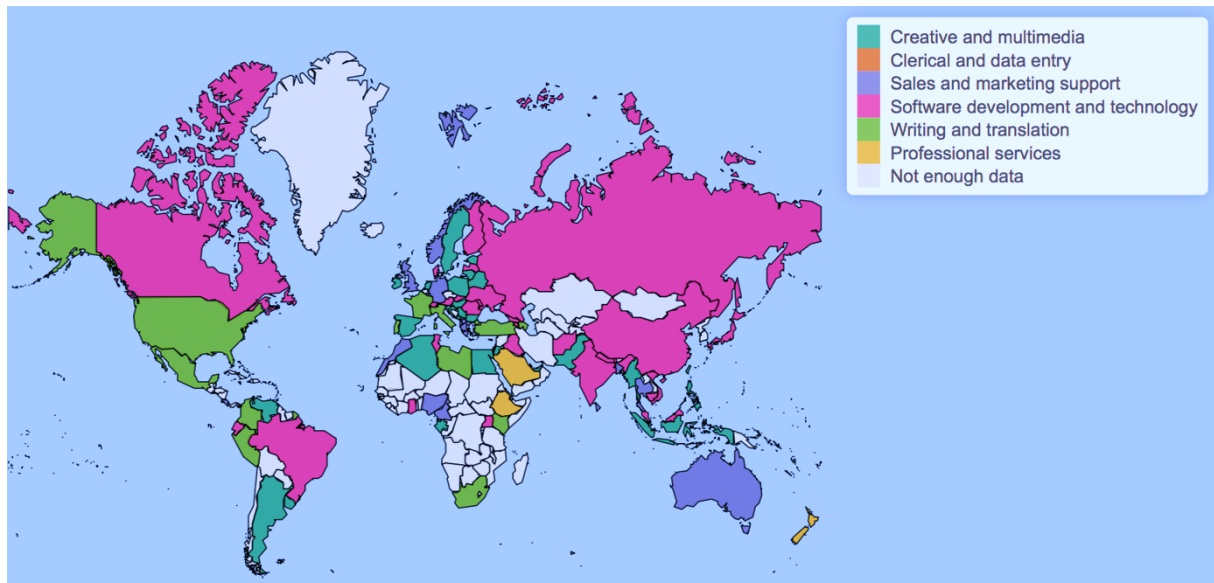 Creative and multimedia
Clerical and data entry
Sales and marketing support
Software development and technology
Writing and translation
Professional services
Not enough data